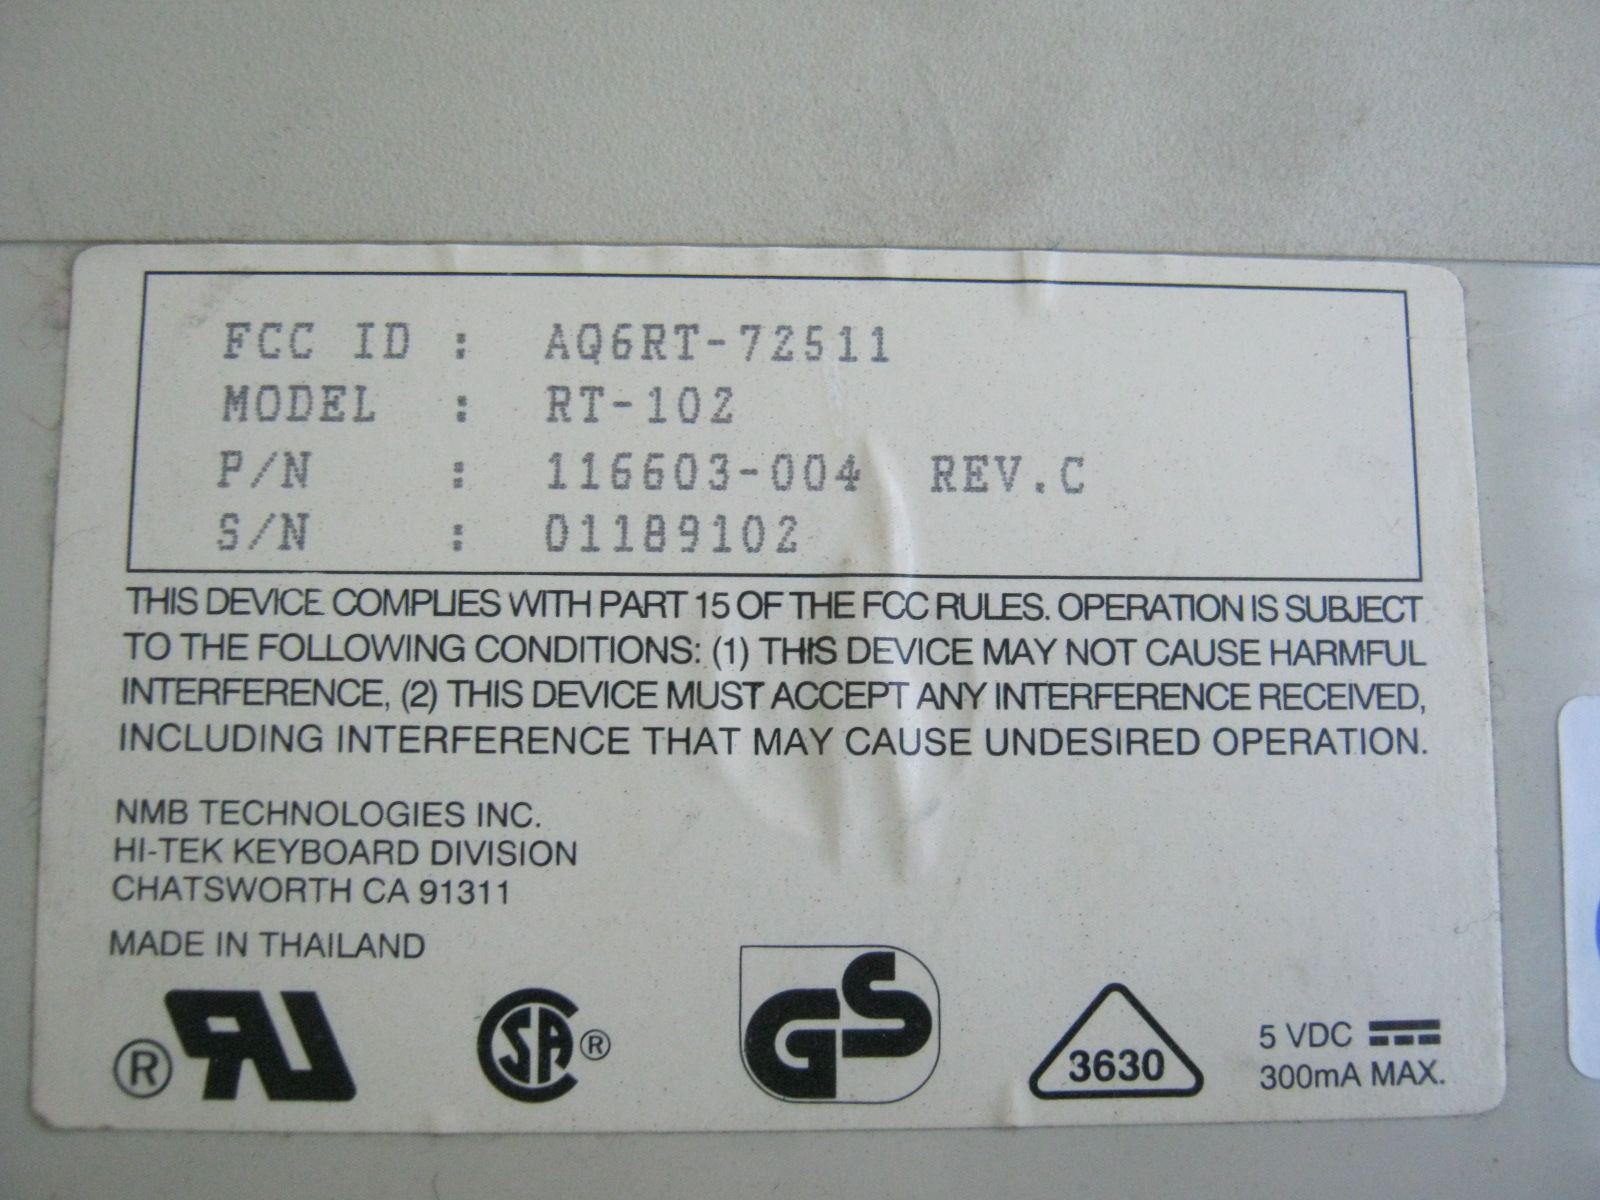 FCC ID : AQ6RT-72511
MODEL : RT-102
P/N : 116603-004 REV.C
S/N : 01189102
THIS DEVICE COMPLIES WITH PART 15 OF THE FCC RULES. OPERATION IS SUBJECT
TO THE FOLLOWING CONDITIONS: (1) THIS DEVICE MAY NOT CAUSE HARMFUL
INTERFERENCE, (2) THIS DEVICE MUST ACCEPT ANY INTERFERENCE RECEIVED,
INCLUDING INTERFERENCE THAT MAY CAUSE UNDESIRED OPERATION.
NMB TECHNOLOGIES INC.
HI-TEK KEYBOARD DIVISION
CHATSWORTH CA 91311
MADE IN THAILAND
® RU SA ® GS 3630 5 VDC
300mA MAX.